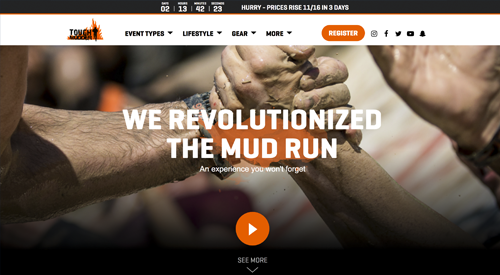 DAYS HOURS MINUTES SECONDS
02 13 42 23
HURRY - PRICES RISE 11/16 IN 3 DAYS
TOUGH
MUDDER
EVENT TYPES LIFESTYLE GEAR MORE REGISTER
WE REVOLUTIONIZED
THE MUD RUN
An experience you won't forget
SEE MORE